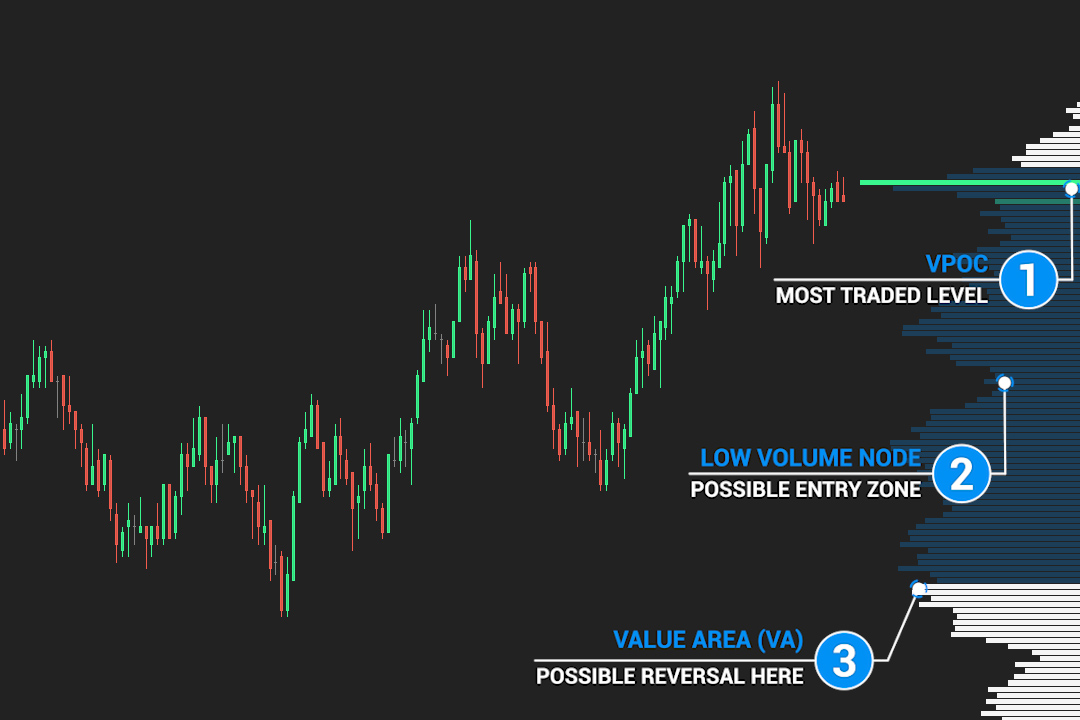 VPOC
1
MOST TRADED LEVEL
LOW VOLUME NODE
2
POSSIBLE ENTRY ZONE
VALUE AREA (VA)
3
POSSIBLE REVERSAL HERE